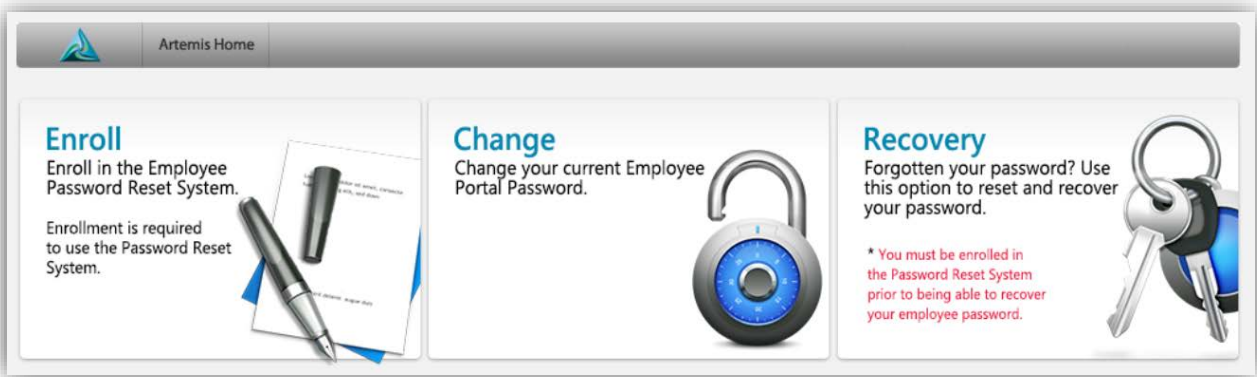 Artemis Home
Enroll
Enroll in the Employee
Password Reset System.
Enrollment is required
to use the Password Reset
System.
Change
Change your current Employee
Portal Password.
Recovery
Forgotten your password? Use
this option to reset and recover
your password.
* You must be enrolled in
the Password Reset System
prior to being able to recover
your employee password.